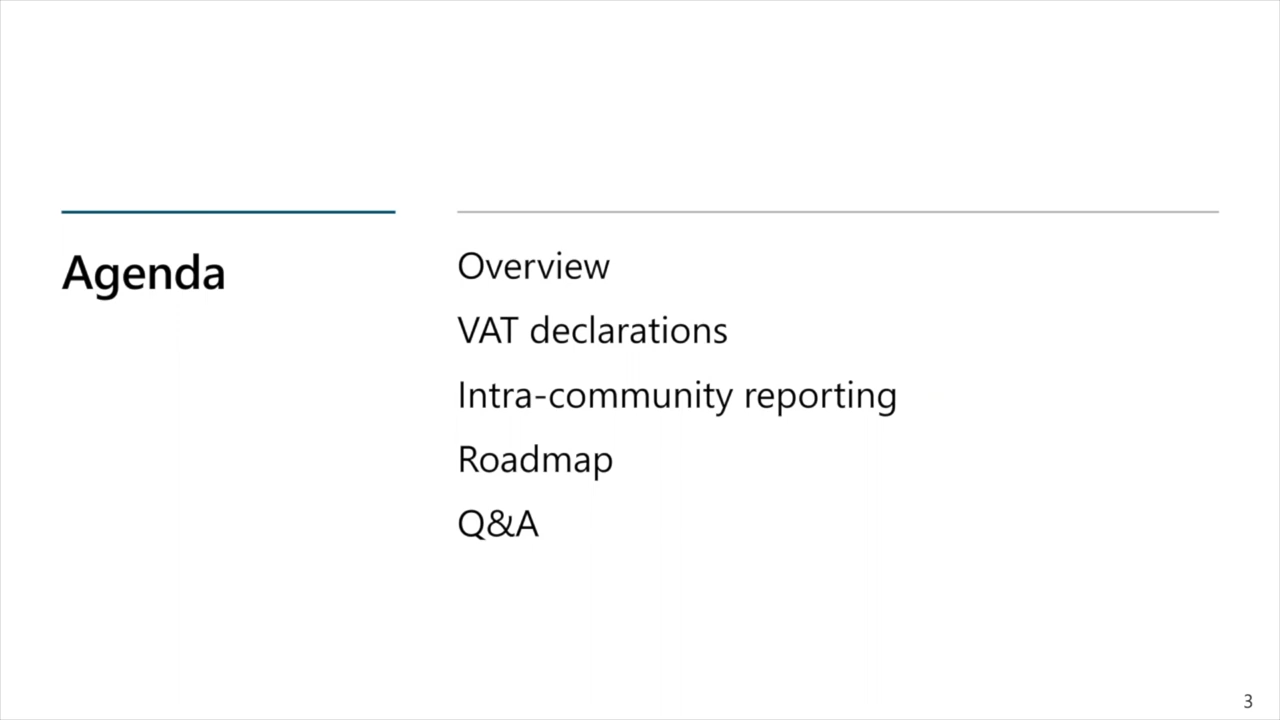 Agenda
Overview
VAT declarations
Intra-community reporting
Roadmap
Q&A
3